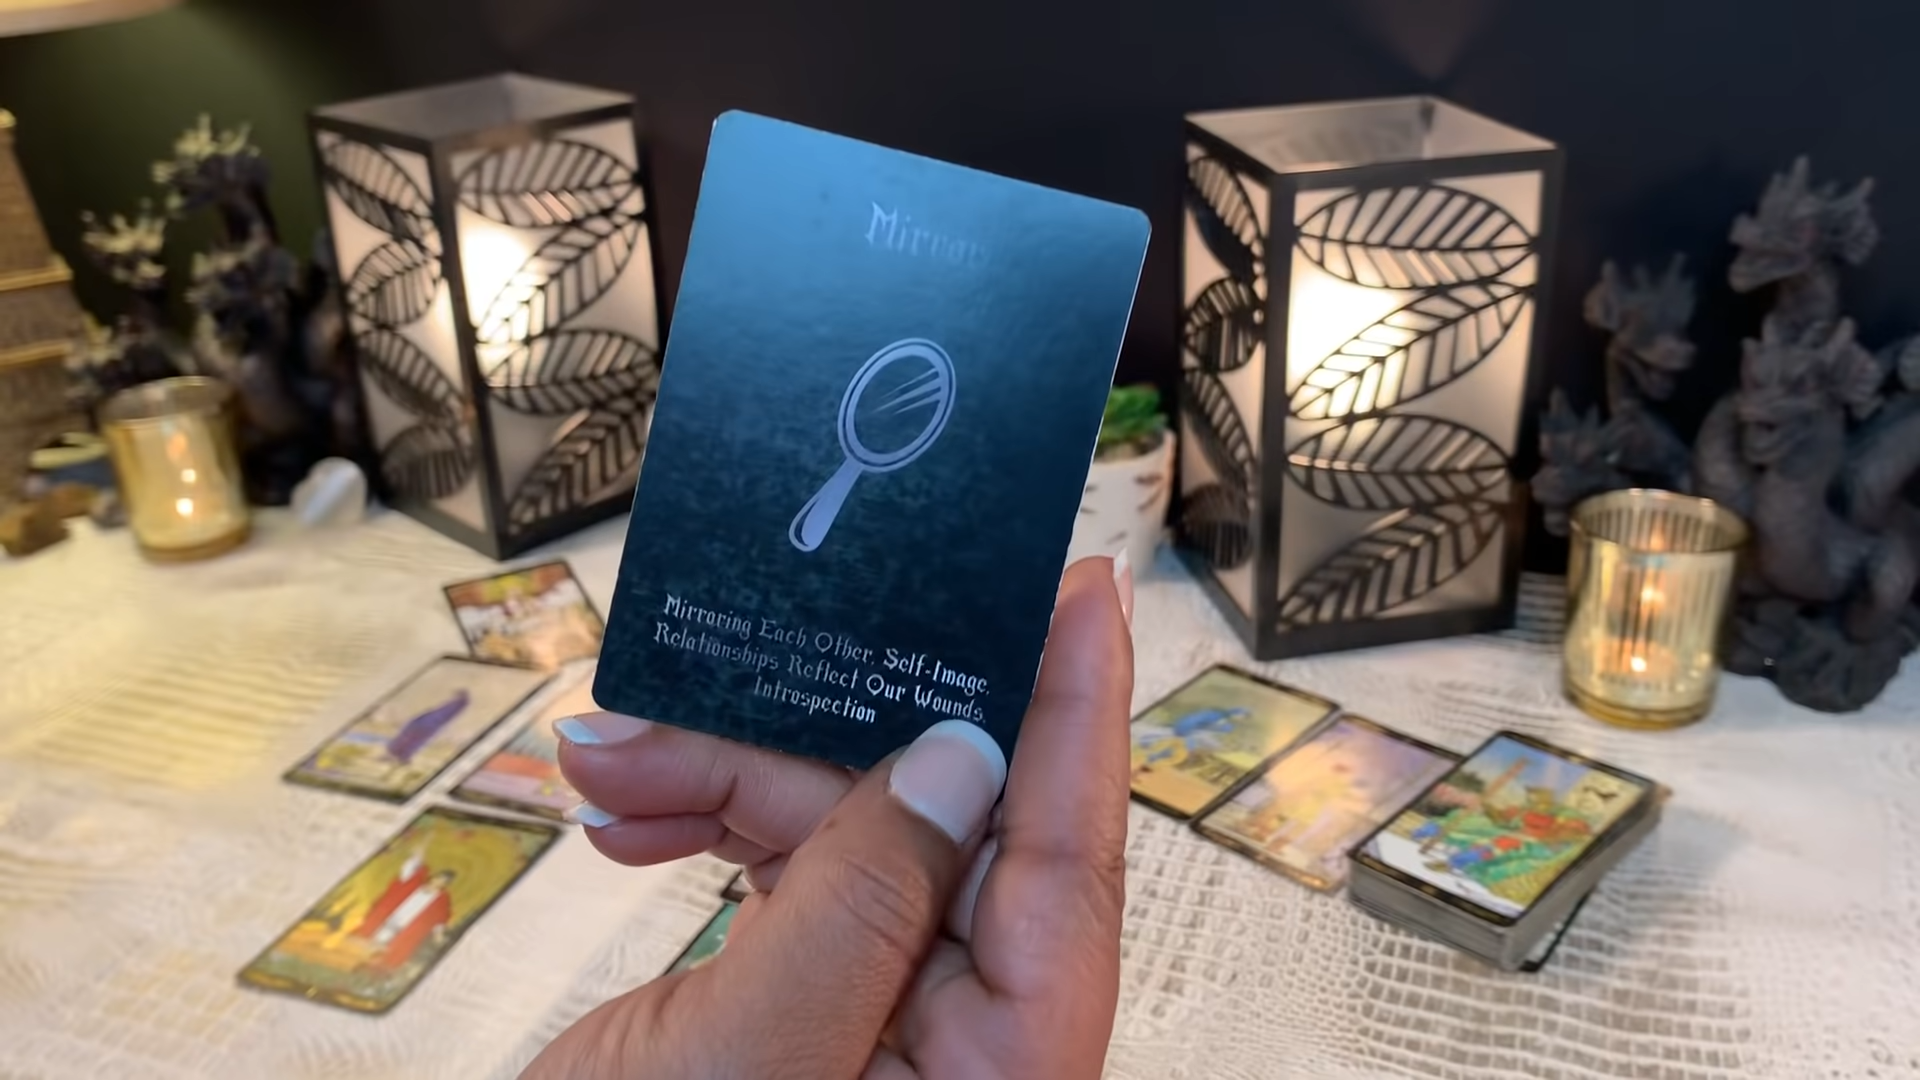 Mirror
Mirroring Each Other, Self-Image,
Relationships Reflect Our Wounds,
Introspection